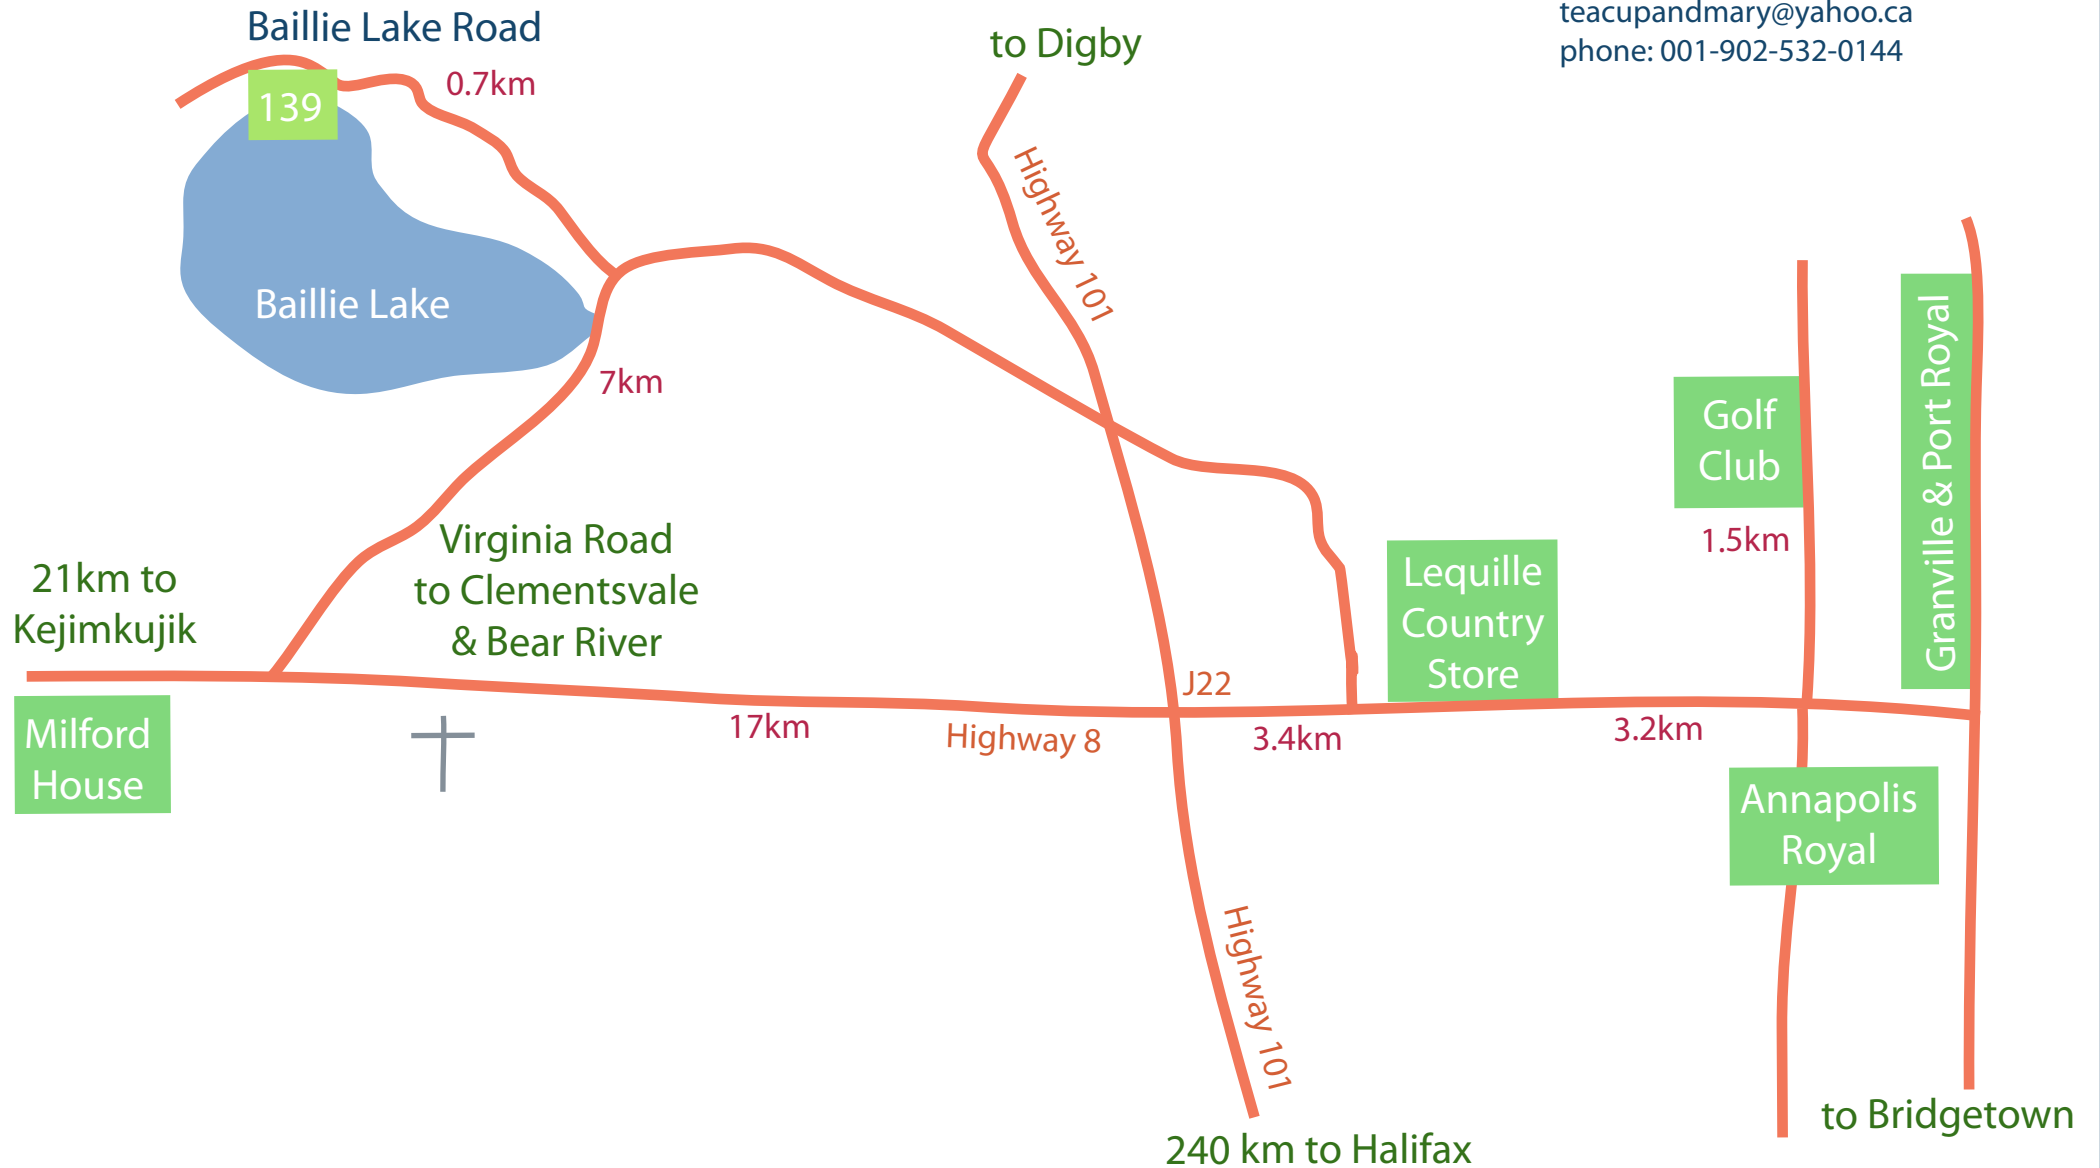 teacupandmary@yahoo.ca
phone: 001-902-532-0144
Baillie Lake Road
to Digby
0.7km
139
Highway 101
Baillie Lake
7km
Golf
Club
1.5km
Granville & Port Royal
Virginia Road
to Clementsvale
& Bear River
21km to
Kejimkujik
Lequille
Country
Store
J22
Milford
House
17km
Highway 8
3.4km
3.2km
Annapolis
Royal
Highway 101
to Bridgetown
240 km to Halifax